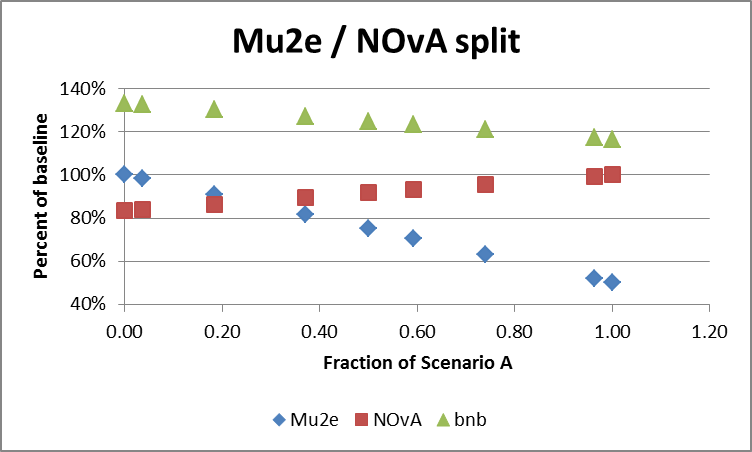 Mu2e / NOvA split
Percent of baseline
140%
120%
100%
80%
60%
40%
0.00 0.20 0.40 0.60 0.80 1.00 1.20
Fraction of Scenario A
Mu2e NOvA bnb